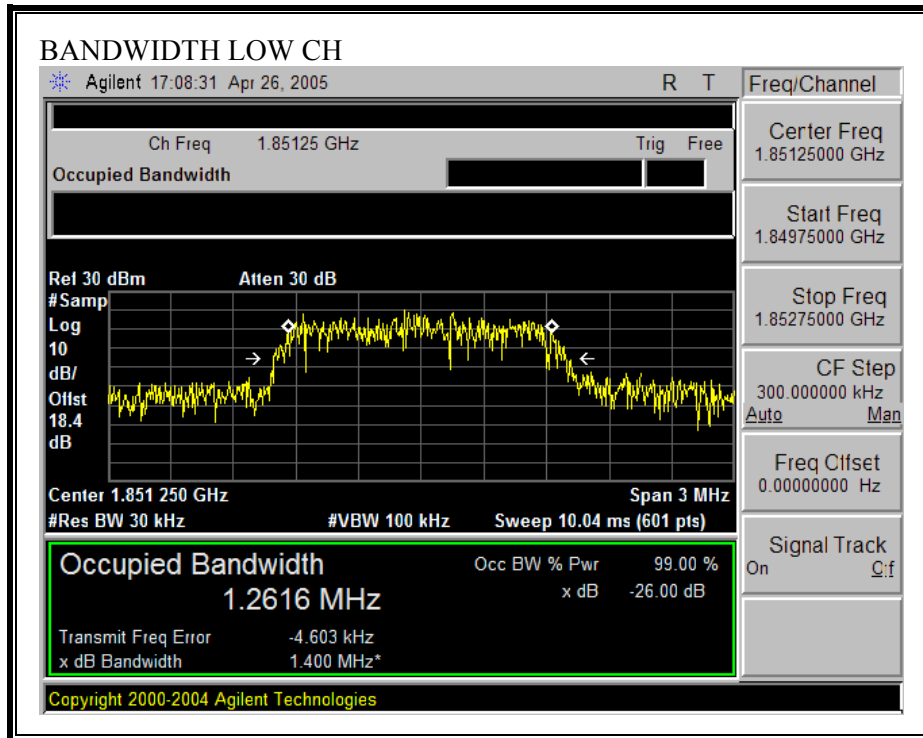 BANDWIDTH LOW CH
Agilent 17:08:31 Apr 26, 2005 R T
Freq/Channel
Ch Freq 1.85125 GHz Trig Free
Occupied Bandwidth
Center Freq
1.85125000 GHz
Start Freq
1.84975000 GHz
Stop Freq
1.85275000 GHz
CF Step
300.000000 kHz
Auto Man
Freq Offset
0.00000000 Hz
Signal Track
On Off
Ref 30 dBm Atten 30 dB
#Samp
Log
10
dB/
Offst
18.4
dB
Center 1.851 250 GHz Span 3 MHz
#Res BW 30 kHz #VBW 100 kHz Sweep 10.04 ms (601 pts)
Occupied Bandwidth
1.2616 MHz
Occ BW % Pwr 99.00 %
x dB -26.00 dB
Transmit Freq Error -4.603 kHz
x dB Bandwidth 1.400 MHz*
Copyright 2000-2004 Agilent Technologies